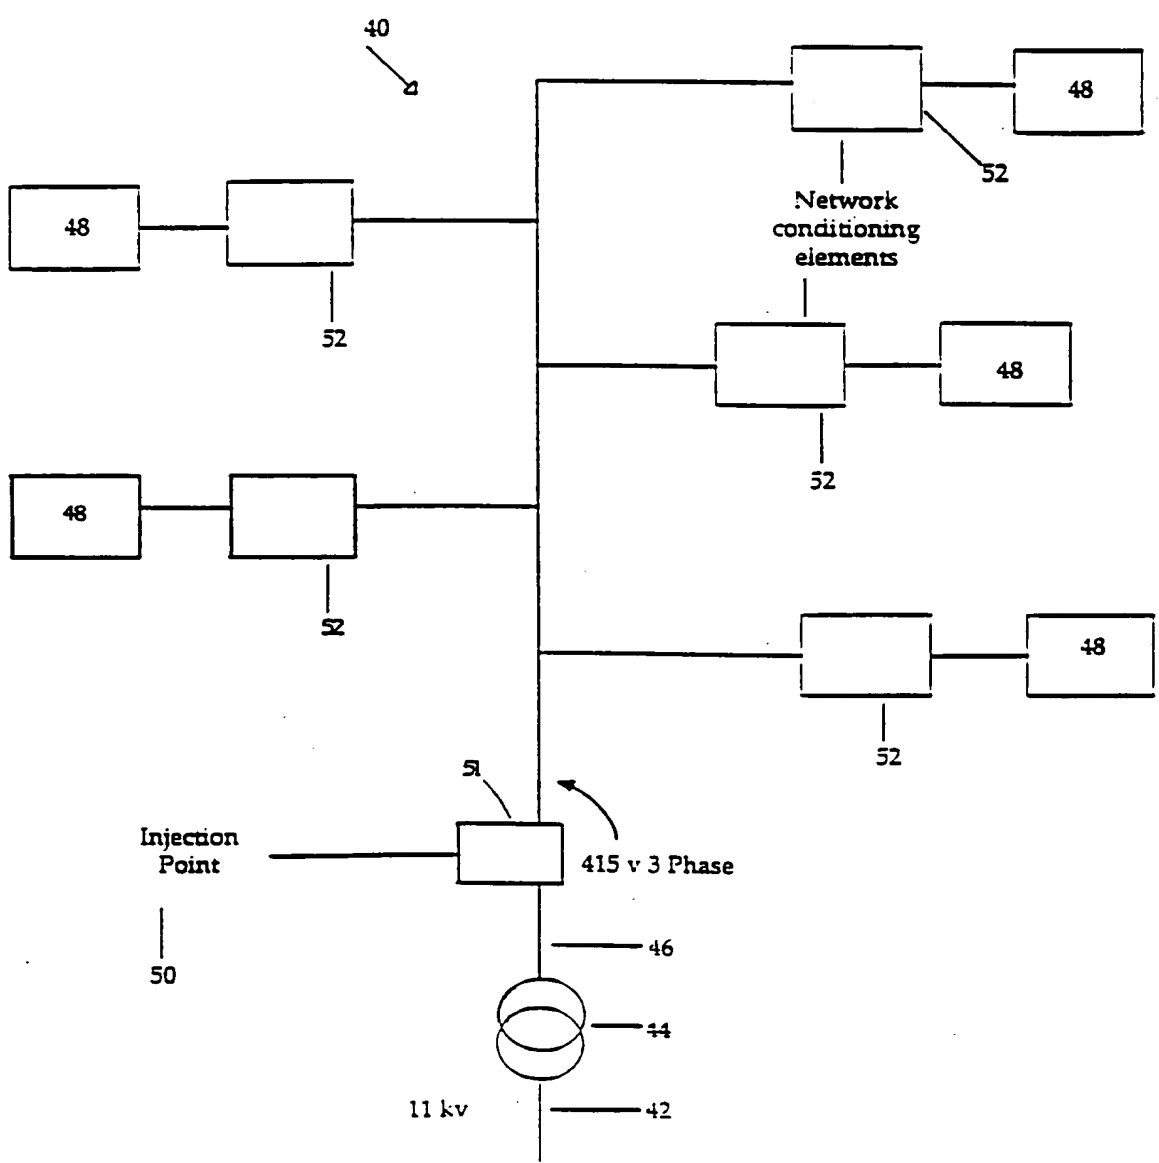 40
48
52
Network
conditioning
elements
48
52
48
52
48
52
48
52
51
Injection
Point
415 v 3 Phase
46
50
44
11 kv
42